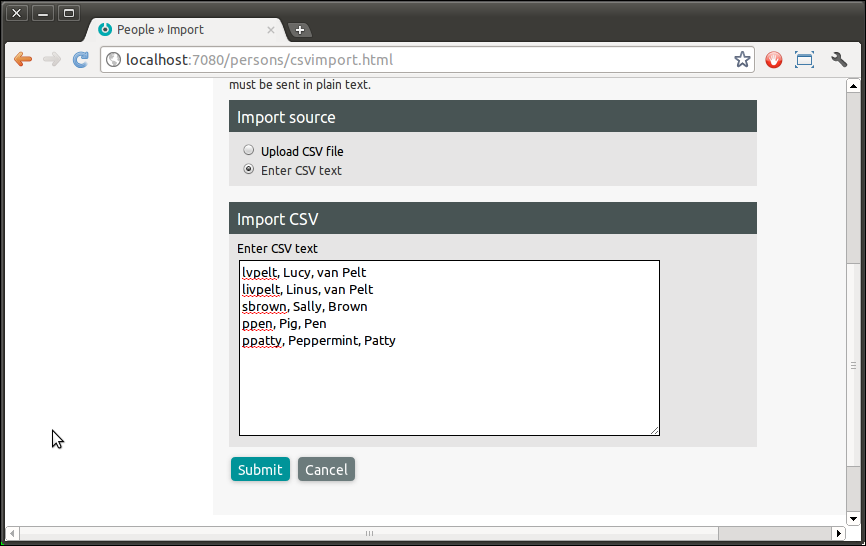 People » Import
localhost:7080/persons/csvimport.html
must be sent in plain text.
Import source
Upload CSV file
Enter CSV text
Import CSV
Enter CSV text
lvpelt, Lucy, van Pelt
livpelt, Linus, van Pelt
sbrown, Sally, Brown
ppen, Pig, Pen
ppatty, Peppermint, Patty
Submit Cancel